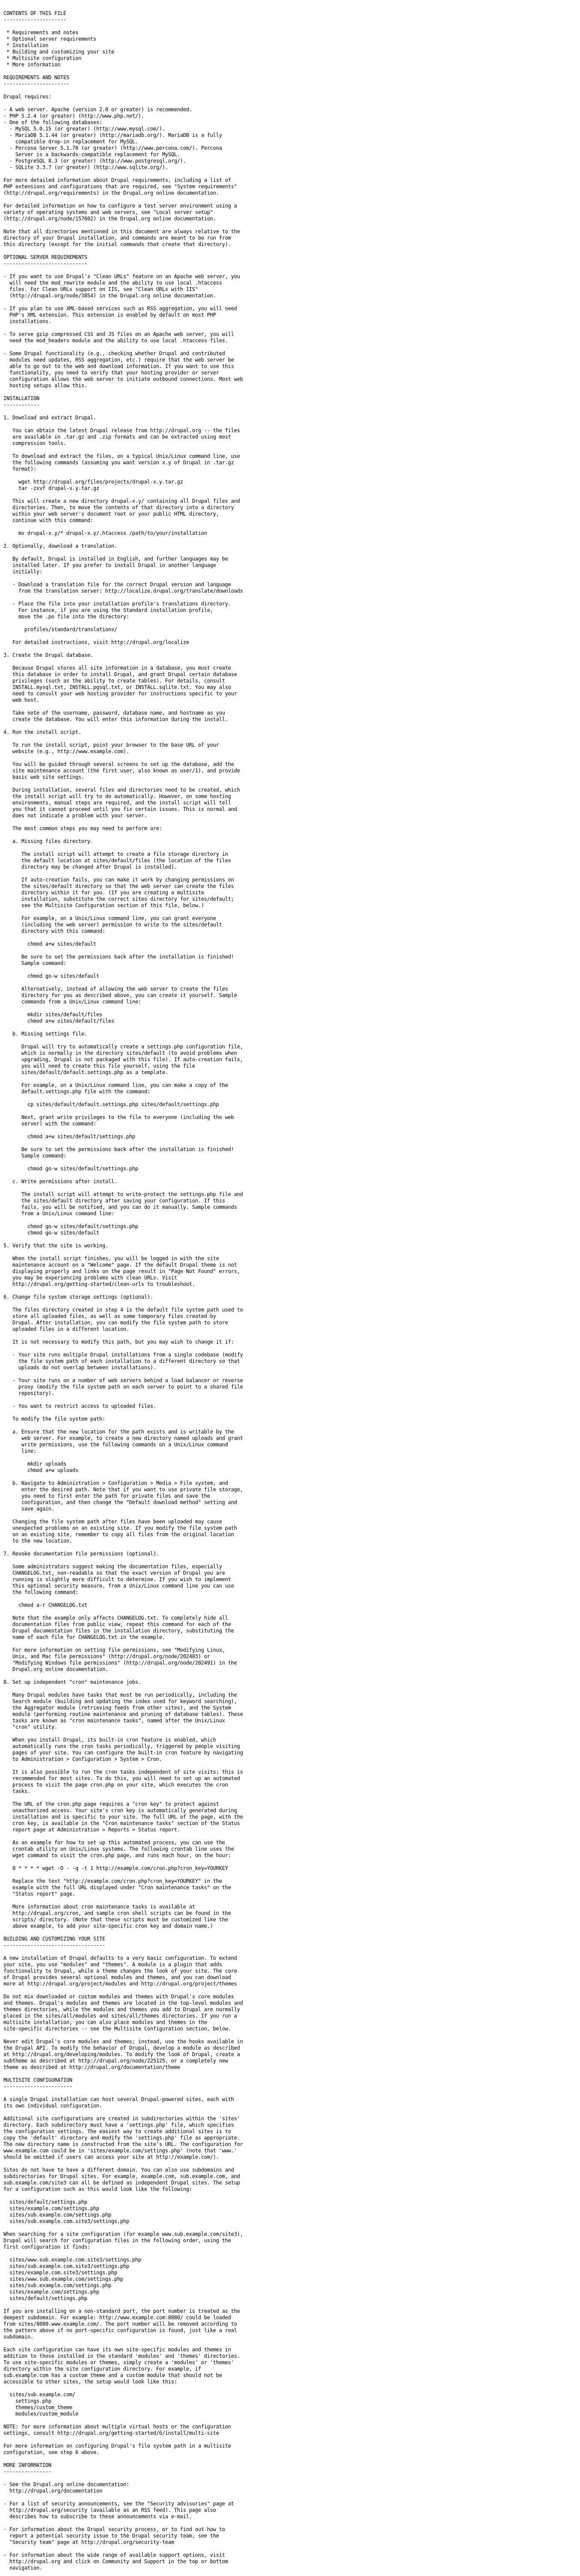 CONTENTS OF THIS FILE
---------------------
* Requirements and notes
* Optional server requirements
* Installation
* Building and customizing your site
* Multisite configuration
* More information
REQUIREMENTS AND NOTES
----------------------
Drupal requires:
- A web server. Apache (version 2.0 or greater) is recommended.
- PHP 5.2.4 (or greater) (http://www.php.net/).
- One of the following databases:
- MySQL 5.0.15 (or greater) (http://www.mysql.com/).
- MariaDB 5.1.44 (or greater) (http://mariadb.org/). MariaDB is a fully
compatible drop-in replacement for MySQL.
- Percona Server 5.1.70 (or greater) (http://www.percona.com/). Percona
Server is a backwards-compatible replacement for MySQL.
- PostgreSQL 8.3 (or greater) (http://www.postgresql.org/).
- SQLite 3.3.7 (or greater) (http://www.sqlite.org/).
For more detailed information about Drupal requirements, including a list of
PHP extensions and configurations that are required, see "System requirements"
(http://drupal.org/requirements) in the Drupal.org online documentation.
For detailed information on how to configure a test server environment using a
variety of operating systems and web servers, see "Local server setup"
(http://drupal.org/node/157602) in the Drupal.org online documentation.
Note that all directories mentioned in this document are always relative to the
directory of your Drupal installation, and commands are meant to be run from
this directory (except for the initial commands that create that directory).
OPTIONAL SERVER REQUIREMENTS
----------------------------
- If you want to use Drupal's "Clean URLs" feature on an Apache web server, you
will need the mod_rewrite module and the ability to use local .htaccess
files. For Clean URLs support on IIS, see "Clean URLs with IIS"
(http://drupal.org/node/3854) in the Drupal.org online documentation.
- If you plan to use XML-based services such as RSS aggregation, you will need
PHP's XML extension. This extension is enabled by default on most PHP
installations.
- To serve gzip compressed CSS and JS files on an Apache web server, you will
need the mod_headers module and the ability to use local .htaccess files.
- Some Drupal functionality (e.g., checking whether Drupal and contributed
modules need updates, RSS aggregation, etc.) require that the web server be
able to go out to the web and download information. If you want to use this
functionality, you need to verify that your hosting provider or server
configuration allows the web server to initiate outbound connections. Most web
hosting setups allow this.
INSTALLATION
------------
1. Download and extract Drupal.
You can obtain the latest Drupal release from http://drupal.org -- the files
are available in .tar.gz and .zip formats and can be extracted using most
compression tools.
To download and extract the files, on a typical Unix/Linux command line, use
the following commands (assuming you want version x.y of Drupal in .tar.gz
format):
wget http://drupal.org/files/projects/drupal-x.y.tar.gz
tar -zxvf drupal-x.y.tar.gz
This will create a new directory drupal-x.y/ containing all Drupal files and
directories. Then, to move the contents of that directory into a directory
within your web server's document root or your public HTML directory,
continue with this command:
mv drupal-x.y/* drupal-x.y/.htaccess /path/to/your/installation
2. Optionally, download a translation.
By default, Drupal is installed in English, and further languages may be
installed later. If you prefer to install Drupal in another language
initially:
- Download a translation file for the correct Drupal version and language
from the translation server: http://localize.drupal.org/translate/downloads
- Place the file into your installation profile's translations directory.
For instance, if you are using the Standard installation profile,
move the .po file into the directory:
profiles/standard/translations/
For detailed instructions, visit http://drupal.org/localize
3. Create the Drupal database.
Because Drupal stores all site information in a database, you must create
this database in order to install Drupal, and grant Drupal certain database
privileges (such as the ability to create tables). For details, consult
INSTALL.mysql.txt, INSTALL.pgsql.txt, or INSTALL.sqlite.txt. You may also
need to consult your web hosting provider for instructions specific to your
web host.
Take note of the username, password, database name, and hostname as you
create the database. You will enter this information during the install.
4. Run the install script.
To run the install script, point your browser to the base URL of your
website (e.g., http://www.example.com).
You will be guided through several screens to set up the database, add the
site maintenance account (the first user, also known as user/1), and provide
basic web site settings.
During installation, several files and directories need to be created, which
the install script will try to do automatically. However, on some hosting
environments, manual steps are required, and the install script will tell
you that it cannot proceed until you fix certain issues. This is normal and
does not indicate a problem with your server.
The most common steps you may need to perform are:
a. Missing files directory.
The install script will attempt to create a file storage directory in
the default location at sites/default/files (the location of the files
directory may be changed after Drupal is installed).
If auto-creation fails, you can make it work by changing permissions on
the sites/default directory so that the web server can create the files
directory within it for you. (If you are creating a multisite
installation, substitute the correct sites directory for sites/default;
see the Multisite Configuration section of this file, below.)
For example, on a Unix/Linux command line, you can grant everyone
(including the web server) permission to write to the sites/default
directory with this command:
chmod a+w sites/default
Be sure to set the permissions back after the installation is finished!
Sample command:
chmod go-w sites/default
Alternatively, instead of allowing the web server to create the files
directory for you as described above, you can create it yourself. Sample
commands from a Unix/Linux command line:
mkdir sites/default/files
chmod a+w sites/default/files
b. Missing settings file.
Drupal will try to automatically create a settings.php configuration file,
which is normally in the directory sites/default (to avoid problems when
upgrading, Drupal is not packaged with this file). If auto-creation fails,
you will need to create this file yourself, using the file
sites/default/default.settings.php as a template.
For example, on a Unix/Linux command line, you can make a copy of the
default.settings.php file with the command:
cp sites/default/default.settings.php sites/default/settings.php
Next, grant write privileges to the file to everyone (including the web
server) with the command:
chmod a+w sites/default/settings.php
Be sure to set the permissions back after the installation is finished!
Sample command:
chmod go-w sites/default/settings.php
c. Write permissions after install.
The install script will attempt to write-protect the settings.php file and
the sites/default directory after saving your configuration. If this
fails, you will be notified, and you can do it manually. Sample commands
from a Unix/Linux command line:
chmod go-w sites/default/settings.php
chmod go-w sites/default
5. Verify that the site is working.
When the install script finishes, you will be logged in with the site
maintenance account on a "Welcome" page. If the default Drupal theme is not
displaying properly and links on the page result in "Page Not Found" errors,
you may be experiencing problems with clean URLs. Visit
http://drupal.org/getting-started/clean-urls to troubleshoot.
6. Change file system storage settings (optional).
The files directory created in step 4 is the default file system path used to
store all uploaded files, as well as some temporary files created by
Drupal. After installation, you can modify the file system path to store
uploaded files in a different location.
It is not necessary to modify this path, but you may wish to change it if:
- Your site runs multiple Drupal installations from a single codebase (modify
the file system path of each installation to a different directory so that
uploads do not overlap between installations).
- Your site runs on a number of web servers behind a load balancer or reverse
proxy (modify the file system path on each server to point to a shared file
repository).
- You want to restrict access to uploaded files.
To modify the file system path:
a. Ensure that the new location for the path exists and is writable by the
web server. For example, to create a new directory named uploads and grant
write permissions, use the following commands on a Unix/Linux command
line:
mkdir uploads
chmod a+w uploads
b. Navigate to Administration > Configuration > Media > File system, and
enter the desired path. Note that if you want to use private file storage,
you need to first enter the path for private files and save the
configuration, and then change the "Default download method" setting and
save again.
Changing the file system path after files have been uploaded may cause
unexpected problems on an existing site. If you modify the file system path
on an existing site, remember to copy all files from the original location
to the new location.
7. Revoke documentation file permissions (optional).
Some administrators suggest making the documentation files, especially
CHANGELOG.txt, non-readable so that the exact version of Drupal you are
running is slightly more difficult to determine. If you wish to implement
this optional security measure, from a Unix/Linux command line you can use
the following command:
chmod a-r CHANGELOG.txt
Note that the example only affects CHANGELOG.txt. To completely hide all
documentation files from public view, repeat this command for each of the
Drupal documentation files in the installation directory, substituting the
name of each file for CHANGELOG.txt in the example.
For more information on setting file permissions, see "Modifying Linux,
Unix, and Mac file permissions" (http://drupal.org/node/202483) or
"Modifying Windows file permissions" (http://drupal.org/node/202491) in the
Drupal.org online documentation.
8. Set up independent "cron" maintenance jobs.
Many Drupal modules have tasks that must be run periodically, including the
Search module (building and updating the index used for keyword searching),
the Aggregator module (retrieving feeds from other sites), and the System
module (performing routine maintenance and pruning of database tables). These
tasks are known as "cron maintenance tasks", named after the Unix/Linux
"cron" utility.
When you install Drupal, its built-in cron feature is enabled, which
automatically runs the cron tasks periodically, triggered by people visiting
pages of your site. You can configure the built-in cron feature by navigating
to Administration > Configuration > System > Cron.
It is also possible to run the cron tasks independent of site visits; this is
recommended for most sites. To do this, you will need to set up an automated
process to visit the page cron.php on your site, which executes the cron
tasks.
The URL of the cron.php page requires a "cron key" to protect against
unauthorized access. Your site's cron key is automatically generated during
installation and is specific to your site. The full URL of the page, with the
cron key, is available in the "Cron maintenance tasks" section of the Status
report page at Administration > Reports > Status report.
As an example for how to set up this automated process, you can use the
crontab utility on Unix/Linux systems. The following crontab line uses the
wget command to visit the cron.php page, and runs each hour, on the hour:
0 * * * * wget -O - -q -t 1 http://example.com/cron.php?cron_key=YOURKEY
Replace the text "http://example.com/cron.php?cron_key=YOURKEY" in the
example with the full URL displayed under "Cron maintenance tasks" on the
"Status report" page.
More information about cron maintenance tasks is available at
http://drupal.org/cron, and sample cron shell scripts can be found in the
scripts/ directory. (Note that these scripts must be customized like the
above example, to add your site-specific cron key and domain name.)
BUILDING AND CUSTOMIZING YOUR SITE
----------------------------------
A new installation of Drupal defaults to a very basic configuration. To extend
your site, you use "modules" and "themes". A module is a plugin that adds
functionality to Drupal, while a theme changes the look of your site. The core
of Drupal provides several optional modules and themes, and you can download
more at http://drupal.org/project/modules and http://drupal.org/project/themes
Do not mix downloaded or custom modules and themes with Drupal's core modules
and themes. Drupal's modules and themes are located in the top-level modules and
themes directories, while the modules and themes you add to Drupal are normally
placed in the sites/all/modules and sites/all/themes directories. If you run a
multisite installation, you can also place modules and themes in the
site-specific directories -- see the Multisite Configuration section, below.
Never edit Drupal's core modules and themes; instead, use the hooks available in
the Drupal API. To modify the behavior of Drupal, develop a module as described
at http://drupal.org/developing/modules. To modify the look of Drupal, create a
subtheme as described at http://drupal.org/node/225125, or a completely new
theme as described at http://drupal.org/documentation/theme
MULTISITE CONFIGURATION
-----------------------
A single Drupal installation can host several Drupal-powered sites, each with
its own individual configuration.
Additional site configurations are created in subdirectories within the 'sites'
directory. Each subdirectory must have a 'settings.php' file, which specifies
the configuration settings. The easiest way to create additional sites is to
copy the 'default' directory and modify the 'settings.php' file as appropriate.
The new directory name is constructed from the site's URL. The configuration for
www.example.com could be in 'sites/example.com/settings.php' (note that 'www.'
should be omitted if users can access your site at http://example.com/).
Sites do not have to have a different domain. You can also use subdomains and
subdirectories for Drupal sites. For example, example.com, sub.example.com, and
sub.example.com/site3 can all be defined as independent Drupal sites. The setup
for a configuration such as this would look like the following:
sites/default/settings.php
sites/example.com/settings.php
sites/sub.example.com/settings.php
sites/sub.example.com.site3/settings.php
When searching for a site configuration (for example www.sub.example.com/site3),
Drupal will search for configuration files in the following order, using the
first configuration it finds:
sites/www.sub.example.com.site3/settings.php
sites/sub.example.com.site3/settings.php
sites/example.com.site3/settings.php
sites/www.sub.example.com/settings.php
sites/sub.example.com/settings.php
sites/example.com/settings.php
sites/default/settings.php
If you are installing on a non-standard port, the port number is treated as the
deepest subdomain. For example: http://www.example.com:8080/ could be loaded
from sites/8080.www.example.com/. The port number will be removed according to
the pattern above if no port-specific configuration is found, just like a real
subdomain.
Each site configuration can have its own site-specific modules and themes in
addition to those installed in the standard 'modules' and 'themes' directories.
To use site-specific modules or themes, simply create a 'modules' or 'themes'
directory within the site configuration directory. For example, if
sub.example.com has a custom theme and a custom module that should not be
accessible to other sites, the setup would look like this:
sites/sub.example.com/
settings.php
themes/custom_theme
modules/custom_module
NOTE: for more information about multiple virtual hosts or the configuration
settings, consult http://drupal.org/getting-started/6/install/multi-site
For more information on configuring Drupal's file system path in a multisite
configuration, see step 6 above.
MORE INFORMATION
----------------
- See the Drupal.org online documentation:
http://drupal.org/documentation
- For a list of security announcements, see the "Security advisories" page at
http://drupal.org/security (available as an RSS feed). This page also
describes how to subscribe to these announcements via e-mail.
- For information about the Drupal security process, or to find out how to
report a potential security issue to the Drupal security team, see the
"Security team" page at http://drupal.org/security-team
- For information about the wide range of available support options, visit
http://drupal.org and click on Community and Support in the top or bottom
navigation.